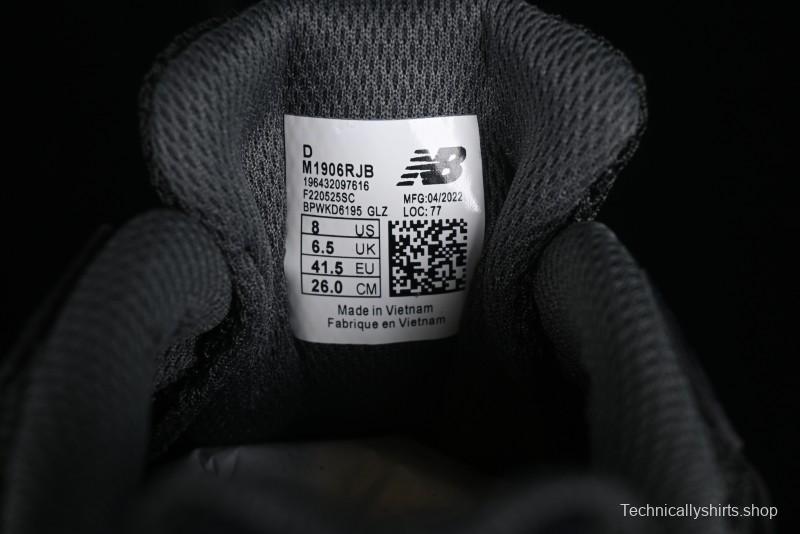 D
M1906RJB
196432097616
F220525SC
BPWKD6195 GLZ
NB
MFG:04/2022
LOC: 77
8 US
6.5 UK
41.5 EU
26.0 CM
Made in Vietnam
Fabrique en Vietnam
Technicallyshirts.shop